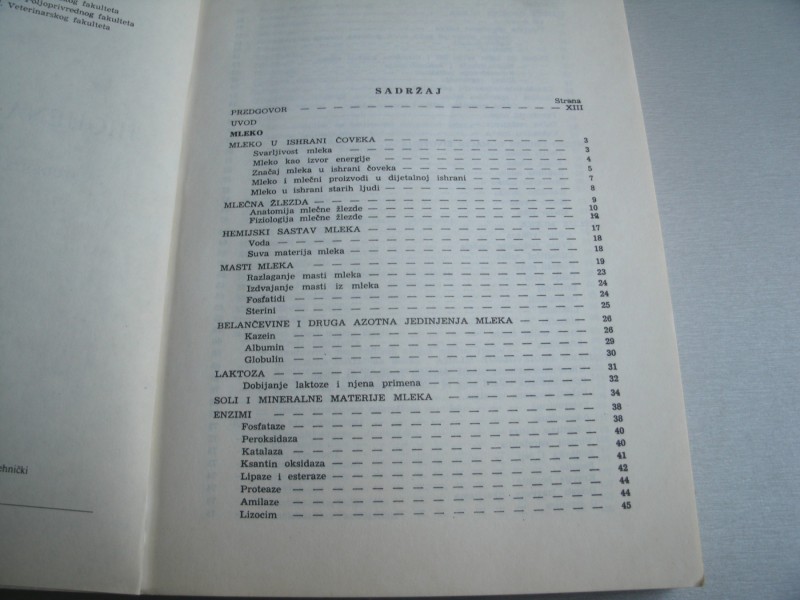 Poljoprivrednog fakulteta
Veterinarskog fakulteta
ehnički
SADRŽAJ
Strana
PREDGOVOR — — — — — — — — — — — — XIII
UVOD
MLEKO
MLEKO U ISHRANI ČOVEKA — — — — — — — — — 3
Svarljivost mleka — — — — — — — — — — 3
Mleko kao izvor energije — — — — — — — — — 4
Značaj mleka u ishrani čoveka — — — — — — — — 5
Mleko i mlečni proizvodi u dijetalnoj ishrani — — — — — 7
Mleko u ishrani starih ljudi — — — — — — — — — 8
MLEČNA ŽLEZDA — — — — — — — — — — — — 9
Anatomija mlečne žlezde — — — — — — — — — 10
Fiziologija mlečne žlezde — — — — — — — — — 12
HEMIJSKI SASTAV MLEKA — — — — — — — — — 17
Voda — — — — — — — — — — — — — 18
Suva materija mleka — — — — — — — — — — 18
MASTI MLEKA — — — — — — — — — — — — 19
Razlaganje masti mleka — — — — — — — — — 23
Izdvajanje masti iz mleka — — — — — — — — — 24
Fosfatidi — — — — — — — — — — — — 24
Sterini — — — — — — — — — — — — 25
BELANČEVINE I DRUGA AZOTNA JEDINJENJA MLEKA — — — — 26
Kazein — — — — — — — — — — — — 26
Albumin — — — — — — — — — — — — 29
Globulin — — — — — — — — — — — — 30
LAKTOZA — — — — — — — — — — — — — 31
Dobijanje laktoze i njena primena — — — — — — — 32
SOLI I MINERALNE MATERIJE MLEKA — — — — — — 34
ENZIMI — — — — — — — — — — — — — 38
Fosfataze — — — — — — — — — — — — 38
Peroksidaza — — — — — — — — — — — 40
Katalaza — — — — — — — — — — — — 40
Ksantin oksidaza — — — — — — — — — — 41
Lipaze i esteraze — — — — — — — — — — 42
Proteaze — — — — — — — — — — — — 44
Amilaze — — — — — — — — — — — — 44
Lizocim — — — — — — — — — — — — 45